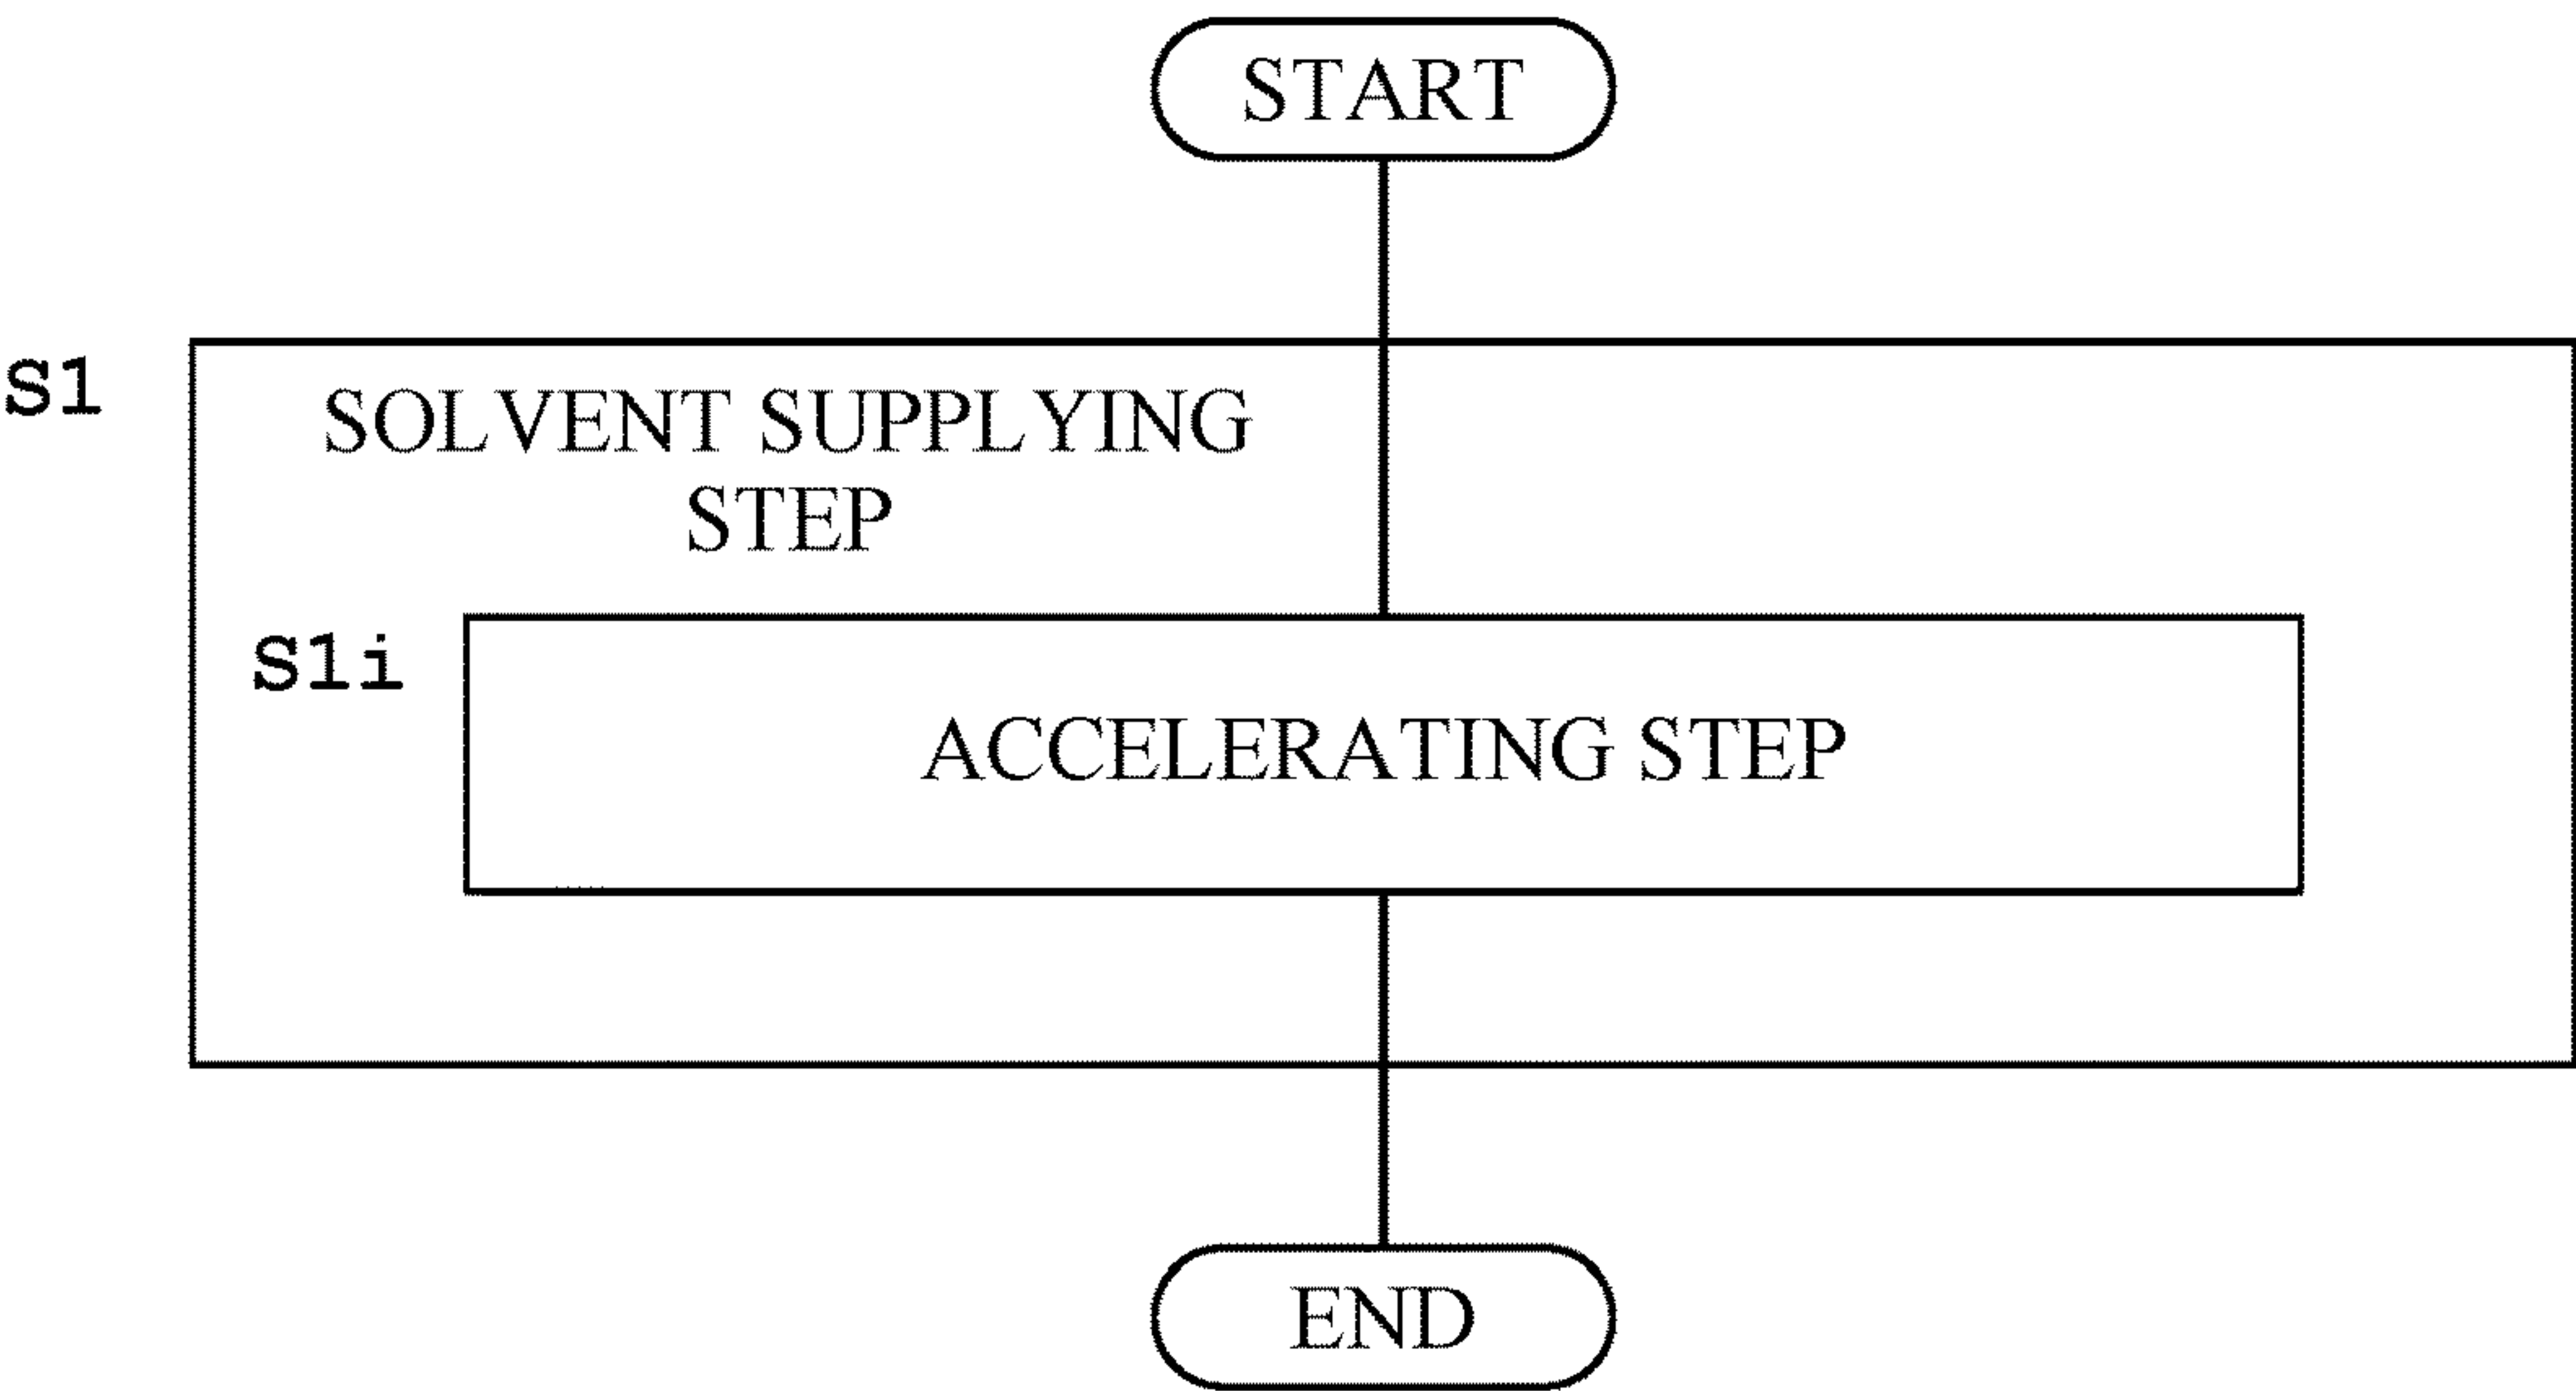 START
S1
SOLVENT SUPPLYING
STEP
S1i
ACCELERATING STEP
END